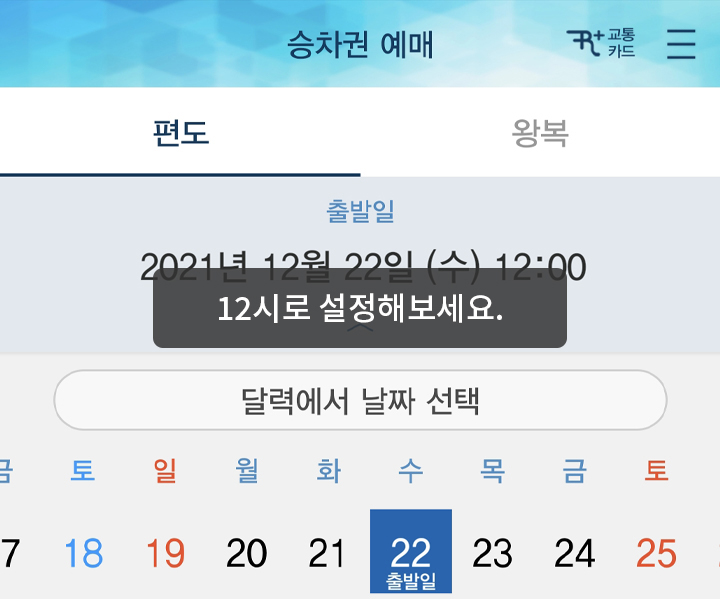 승차권 예매
R+ 교통
카드
편도
왕복
출발일
2021년 12월 22일 (수) 12:00
12시로 설정해보세요.
달력에서 날짜 선택
금 토 일 월 화 수 목 금 토
7 18 19 20 21 22 23 24 25
출발일